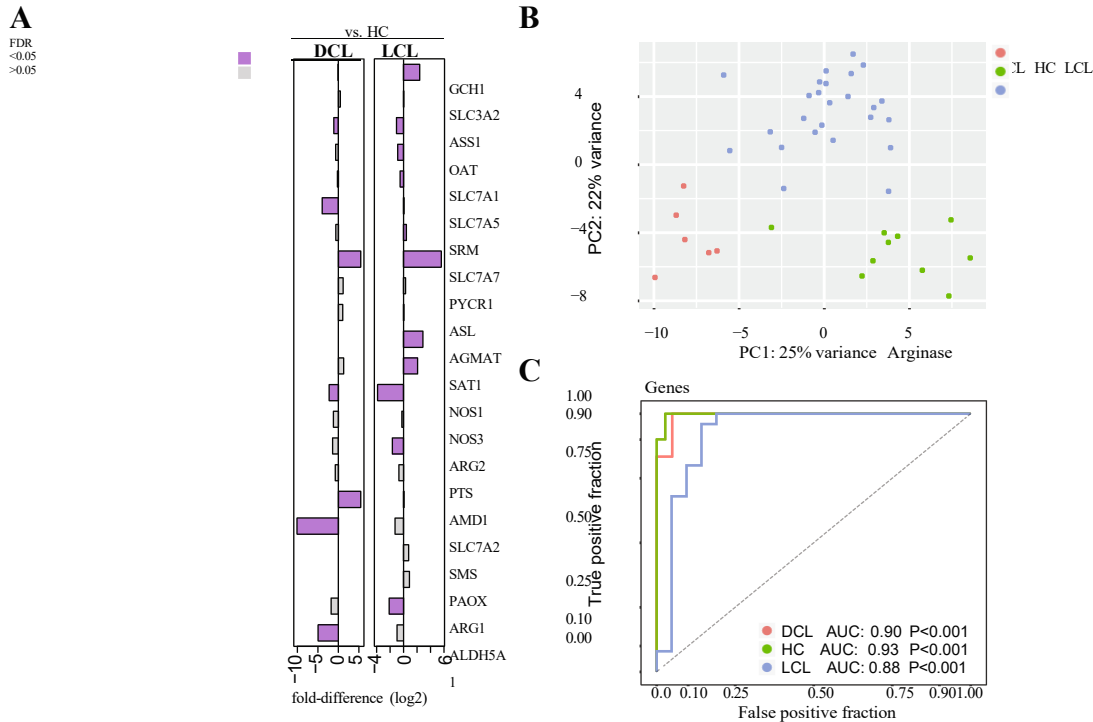 A
FDR
<0.05
>0.05
vs. HC
DCL LCL
GCH1
SLC3A2
ASS1
OAT
SLC7A1
SLC7A5
SRM
SLC7A7
PYCR1
ASL
AGMAT
SAT1
NOS1
NOS3
ARG2
PTS
AMD1
SLC7A2
SMS
PAOX
ARG1
ALDH5A
1
-10 -5 0 5
-4 0 6
fold-difference (log2)
B
CL HC LCL
4
0
−4
−8
PC2: 22% variance
−10 −5 0 5
PC1: 25% variance Arginase
C
Genes
1.00
0.90
0.75
0.50
0.25
0.10
0.00
True positive fraction
DCL AUC: 0.90 P<0.001
HC AUC: 0.93 P<0.001
LCL AUC: 0.88 P<0.001
0.0 0.10 0.25 0.50 0.75 0.901.00
False positive fraction